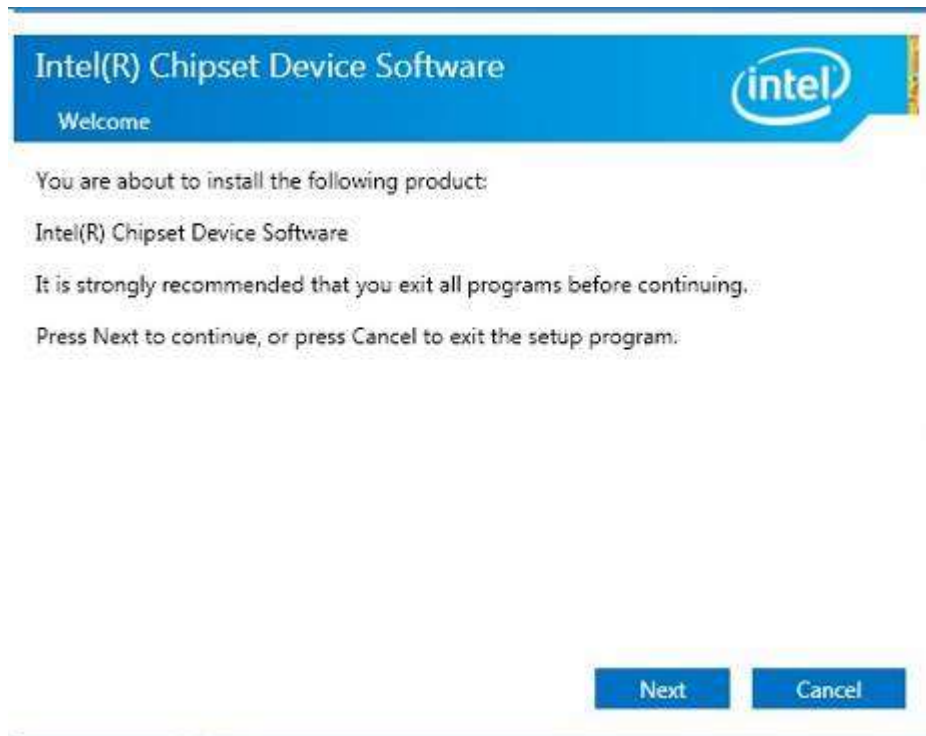 Intel(R) Chipset Device Software
intel
Welcome
You are about to install the following product:
Intel(R) Chipset Device Software
It is strongly recommended that you exit all programs before continuing.
Press Next to continue, or press Cancel to exit the setup program.
Next
Cancel